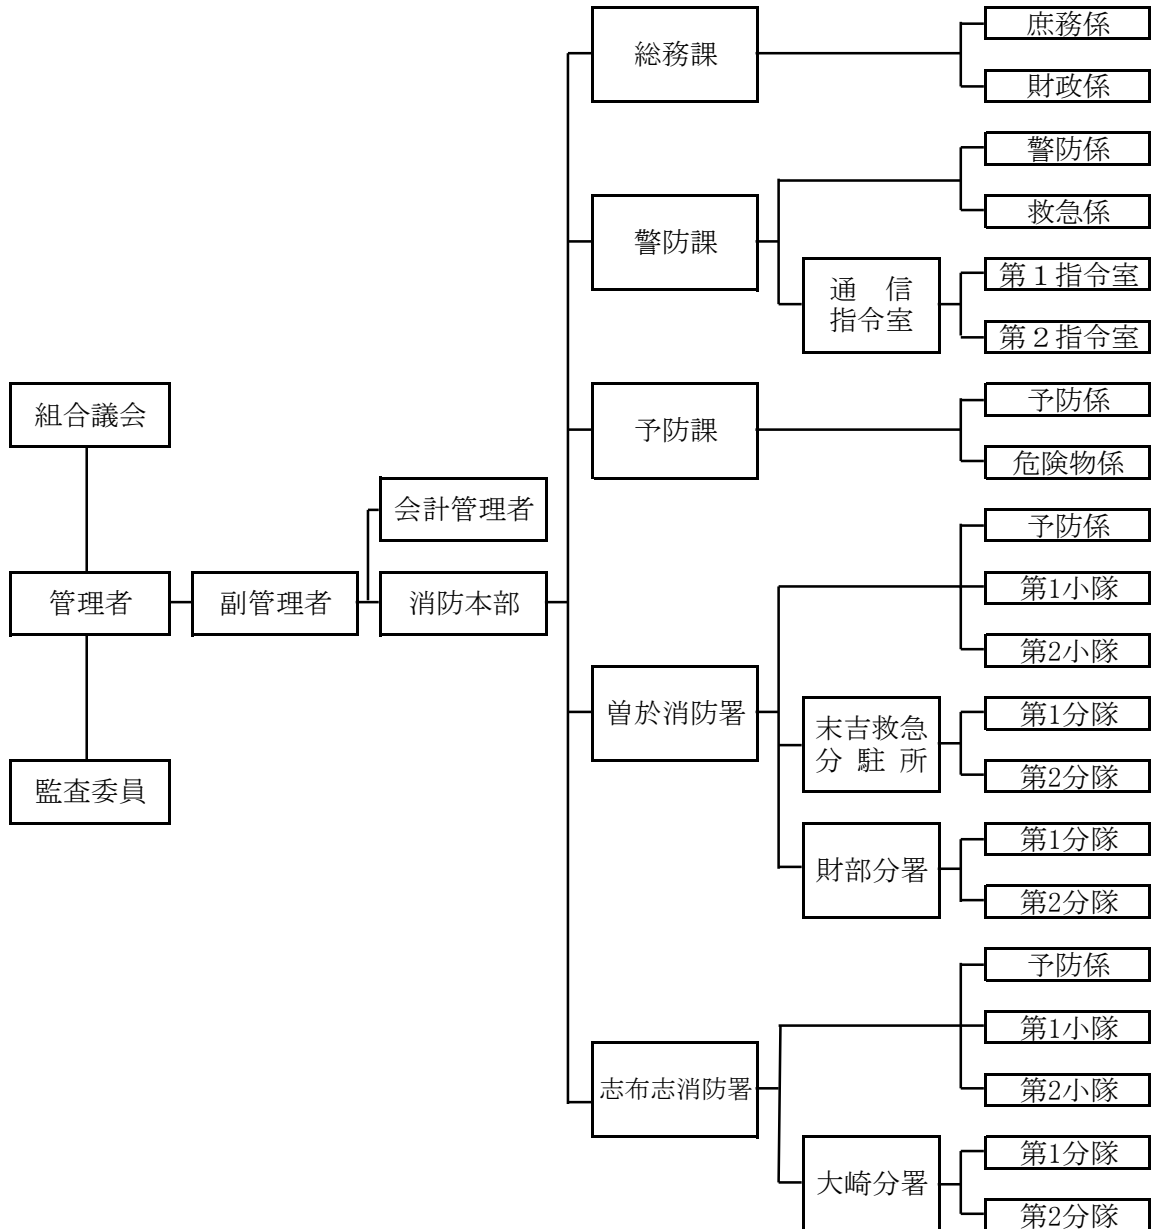 組合議会
管理者
監査委員
副管理者
会計管理者
消防本部
総務課
庶務係
財政係
警防課
警防係
救急係
通　信
指令室
第１指令室
第２指令室
予防課
予防係
危険物係
曽於消防署
予防係
第1小隊
第2小隊
末吉救急
分 駐 所
第1分隊
第2分隊
財部分署
第1分隊
第2分隊
志布志消防署
予防係
第1小隊
第2小隊
大崎分署
第1分隊
第2分隊